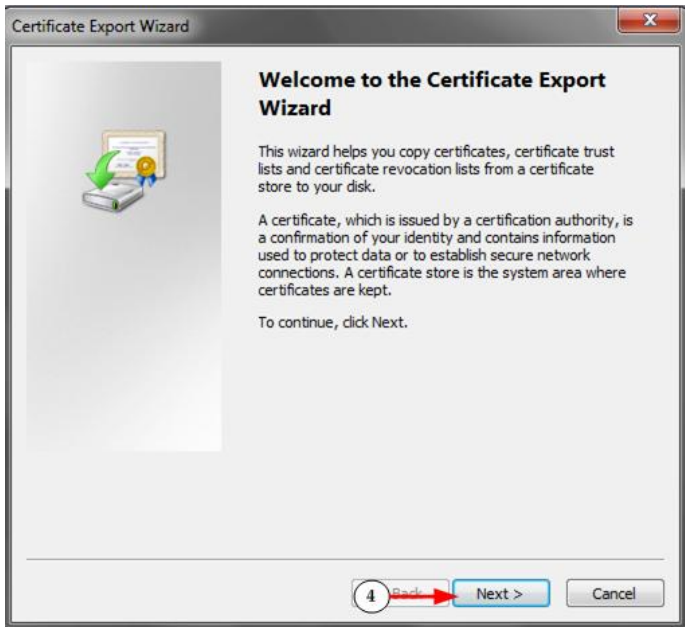 Certificate Export Wizard
Welcome to the Certificate Export
Wizard
This wizard helps you copy certificates, certificate trust
lists and certificate revocation lists from a certificate
store to your disk.
A certificate, which is issued by a certification authority, is
a confirmation of your identity and contains information
used to protect data or to establish secure network
connections. A certificate store is the system area where
certificates are kept.
To continue, click Next.
4 Back Next > Cancel